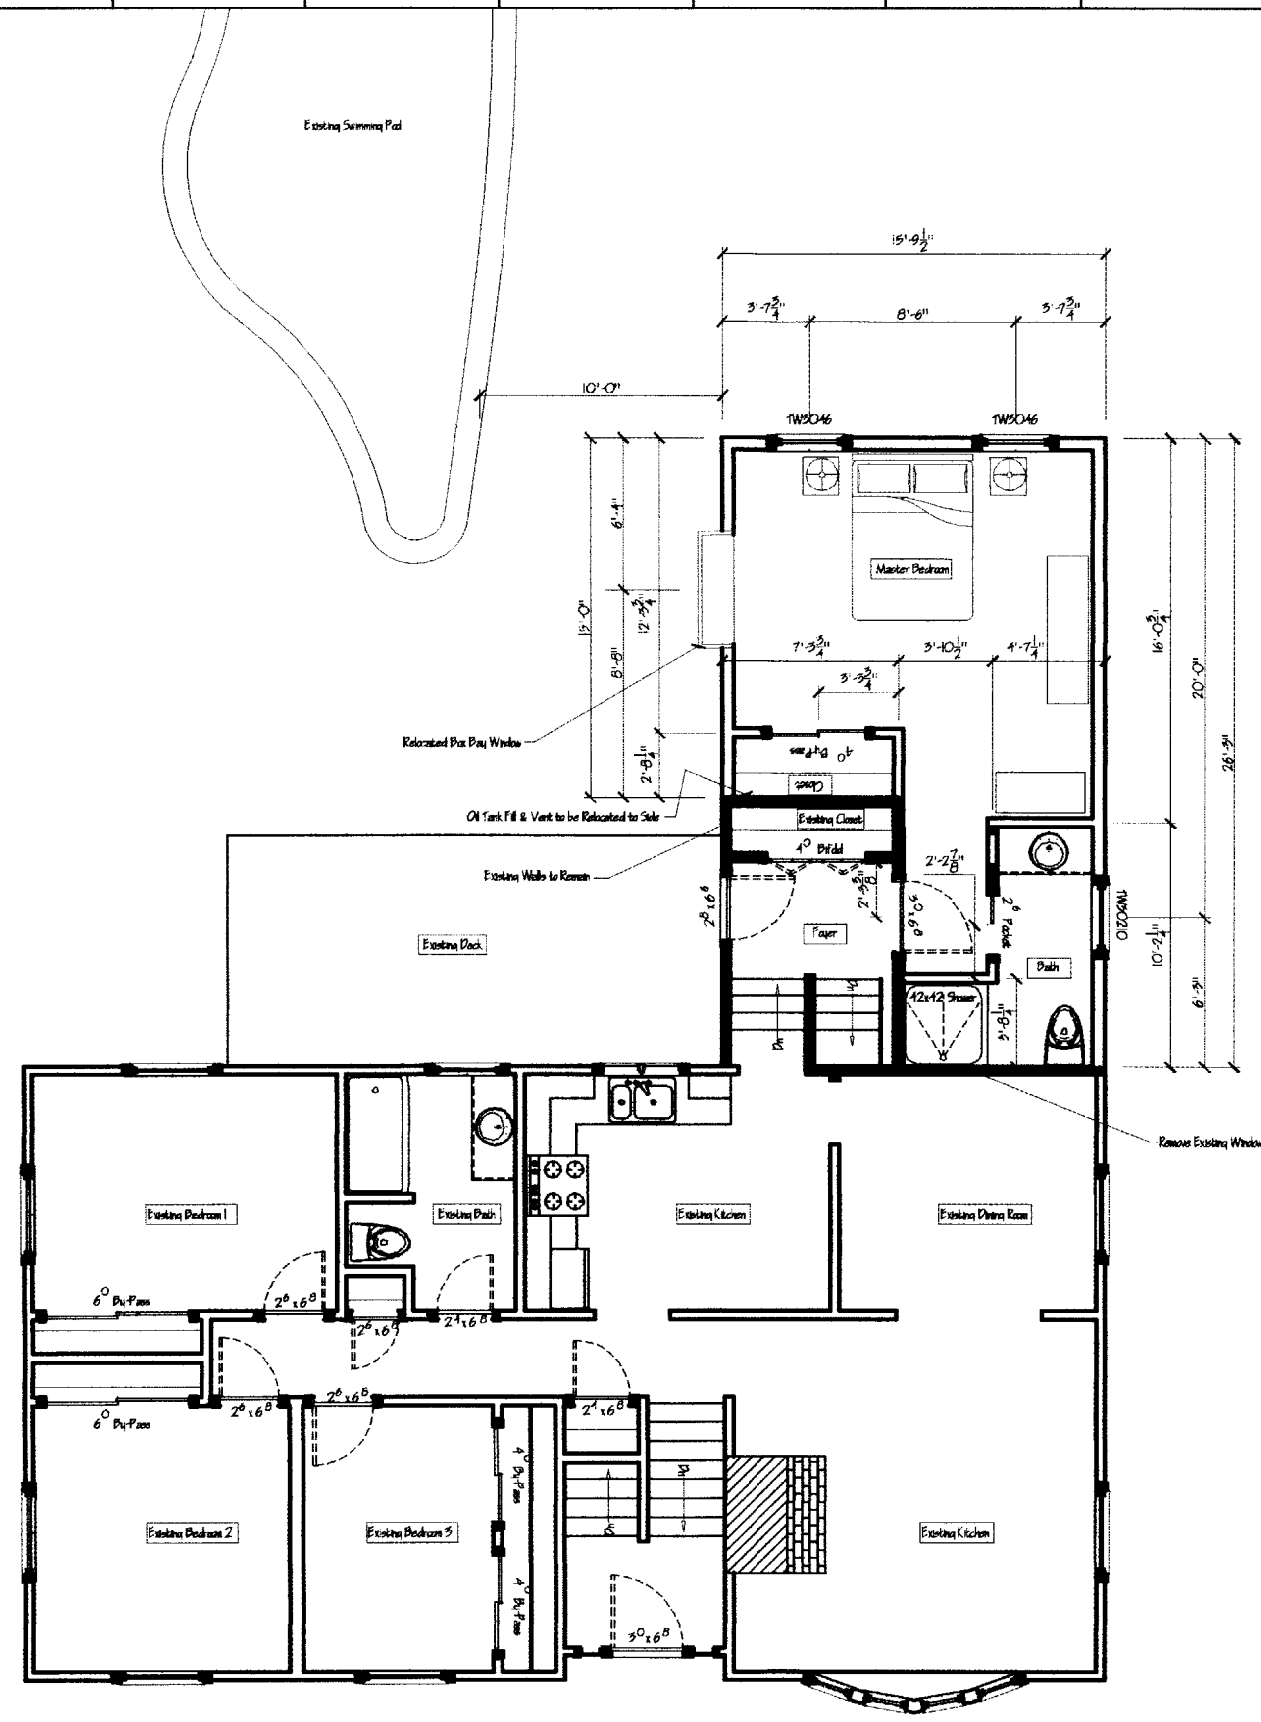 Existing Swimming Pool
15'-9 1/2"
3'-7 3/4"
8'-6"
3'-7 3/4"
10'-0"
TW3046
TW3046
6'-4"
Master Bedroom
15'-0"
12'-3 3/4"
16'-0 3/4"
7'-3 3/4"
3'-10 1/2"
4'-7 1/4"
8'-8"
3'-3 3/4"
20'-0"
Relocated Box Bay Window
4⁰ By-Pass
26'-3"
2'-8 1/4"
Closet
Oil Tank Fill & Vent to be Relocated to Side
Existing Closet
4⁰ Bifold
2'-2 7/8"
Existing Walls to Remain
2⁸ x 6⁸
3⁰ x 6⁸
2⁶ Pocket
TW30210
Foyer
Existing Deck
Bath
10'-2 1/4"
6'-3"
42x42 Shower
Dn
Dn
Remove Existing Window
Existing Bedroom 1
Existing Bath
Existing Kitchen
Existing Dining Room
6⁰ By-Pass
2⁶ x 6⁸
2⁶ x 6⁸
2⁴ x 6⁸
6⁰ By-Pass
2⁶ x 6⁸
2⁶ x 6⁸
2⁴ x 6⁸
4⁰ By-Pass
Dn
Existing Bedroom 2
Existing Bedroom 3
Dn
Existing Kitchen
4⁰ By-Pass
3⁰ x 6⁸